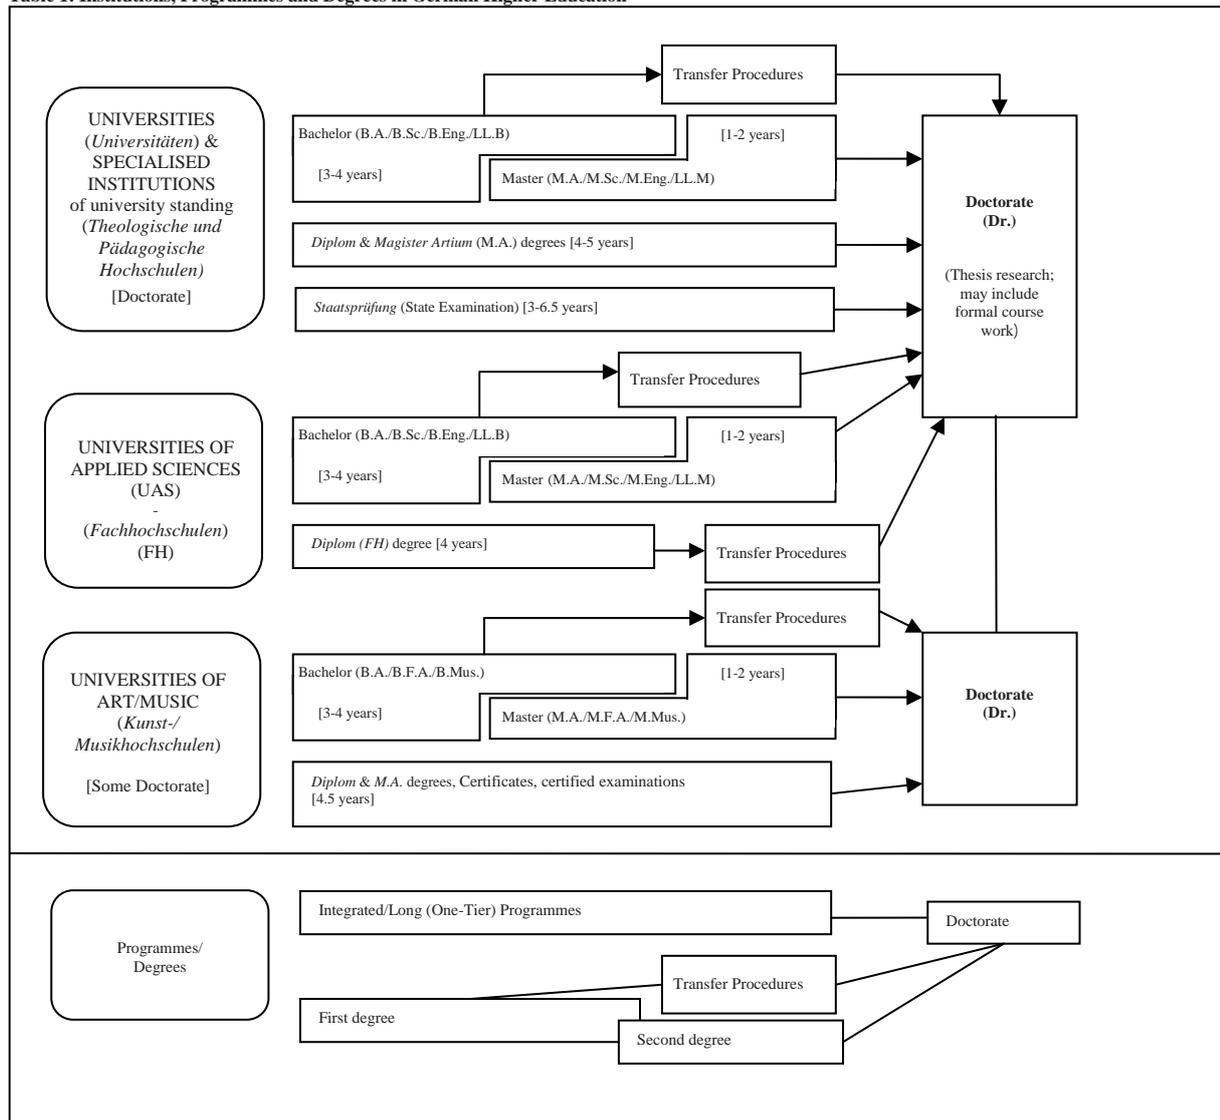 Table 1: Institutions, Programmes and Degrees in German Higher Education
Transfer Procedures
UNIVERSITIES
(Universitäten) &
SPECIALISED
INSTITUTIONS
of university standing
(Theologische und
Pädagogische
Hochschulen)
[Doctorate]
Bachelor (B.A./B.Sc./B.Eng./LL.B)
[3-4 years]
[1-2 years]
Master (M.A./M.Sc./M.Eng./LL.M)
Diplom & Magister Artium (M.A.) degrees [4-5 years]
Staatsprüfung (State Examination) [3-6.5 years]
Doctorate
(Dr.)
(Thesis research;
may include
formal course
work)
Transfer Procedures
UNIVERSITIES OF
APPLIED SCIENCES
(UAS)
-
(Fachhochschulen)
(FH)
Bachelor (B.A./B.Sc./B.Eng./LL.B)
[3-4 years]
[1-2 years]
Master (M.A./M.Sc./M.Eng./LL.M)
Diplom (FH) degree [4 years]
Transfer Procedures
Transfer Procedures
UNIVERSITIES OF
ART/MUSIC
(Kunst-/
Musikhochschulen)
[Some Doctorate]
Bachelor (B.A./B.F.A./B.Mus.)
[3-4 years]
[1-2 years]
Master (M.A./M.F.A./M.Mus.)
Diplom & M.A. degrees, Certificates, certified examinations
[4.5 years]
Doctorate
(Dr.)
Programmes/
Degrees
Integrated/Long (One-Tier) Programmes
Doctorate
Transfer Procedures
First degree
Second degree